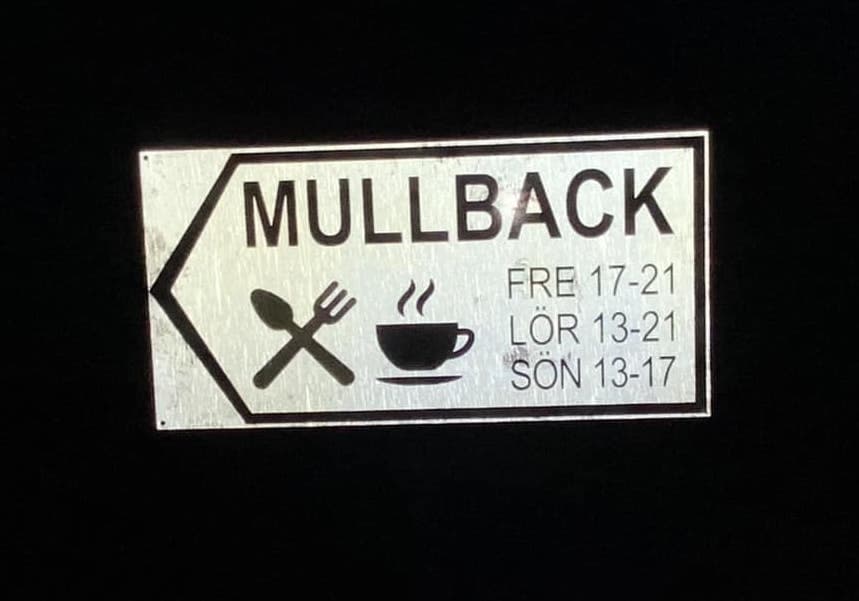 MULLBACK
FRE 17-21
LÖR 13-21
SÖN 13-17